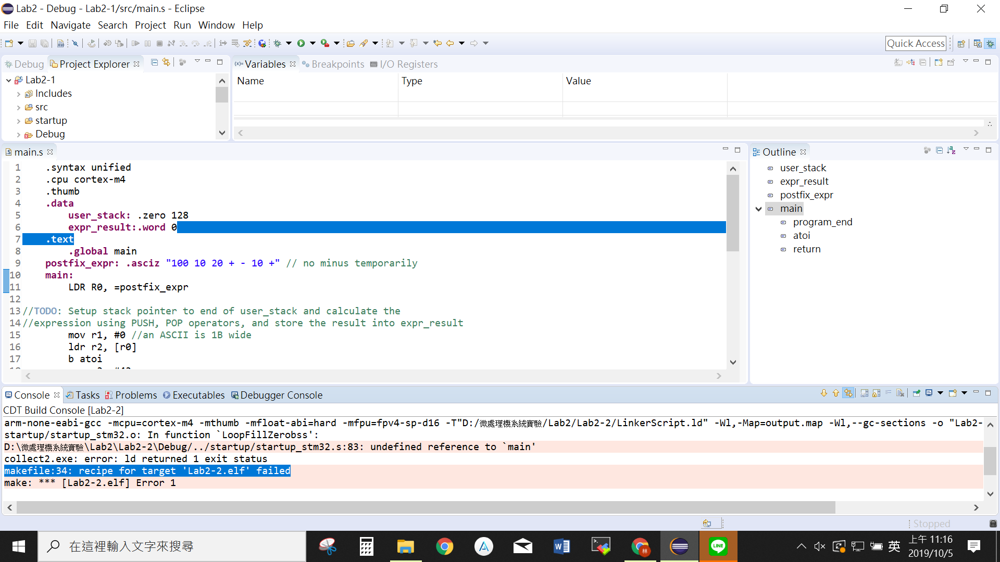 Lab2 - Debug - Lab2-1/src/main.s - Eclipse
File Edit Navigate Search Project Run Window Help
Quick Access
Debug Project Explorer
Lab2-1
Includes
src
startup
Debug
Variables Breakpoints I/O Registers
Name Type Value
main.s
1 .syntax unified
2 .cpu cortex-m4
3 .thumb
4 .data
5 user_stack: .zero 128
6 expr_result:.word 0
7 .text
8 .global main
9 postfix_expr: .asciz "100 10 20 + - 10 +" // no minus temporarily
10 main:
11 LDR R0, =postfix_expr
12
13 //TODO: Setup stack pointer to end of user_stack and calculate the
14 //expression using PUSH, POP operators, and store the result into expr_result
15 mov r1, #0 //an ASCII is 1B wide
16 ldr r2, [r0]
17 b atoi
Outline
user_stack
expr_result
postfix_expr
main
program_end
atoi
return
Console Tasks Problems Executables Debugger Console
CDT Build Console [Lab2-2]
arm-none-eabi-gcc -mcpu=cortex-m4 -mthumb -mfloat-abi=hard -mfpu=fpv4-sp-d16 -T"D:/微處理機系統實驗/Lab2/Lab2-2/LinkerScript.ld" -Wl,-Map=output.map -Wl,--gc-sections -o "Lab2-
startup/startup_stm32.o: In function `LoopFillZerobss':
D:\微處理機系統實驗\Lab2\Lab2-2\Debug/../startup/startup_stm32.s:83: undefined reference to `main'
collect2.exe: error: ld returned 1 exit status
makefile:34: recipe for target 'Lab2-2.elf' failed
make: *** [Lab2-2.elf] Error 1
Stopped
在這裡輸入文字來搜尋
LINE
英
上午 11:16
2019/10/5